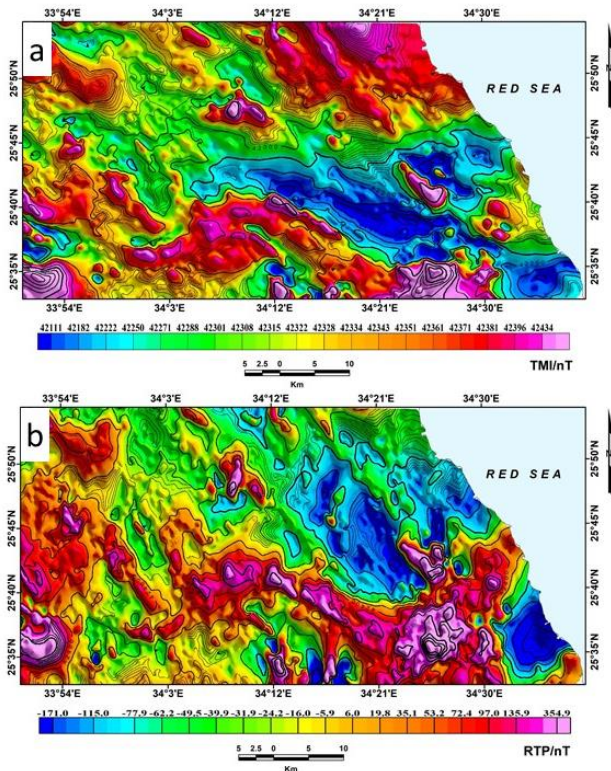 33°54'E 34°3'E 34°12'E 34°21'E 34°30'E
a
25°50'N 25°50'N
RED SEA
25°45'N 25°45'N
25°40'N 25°40'N
25°35'N 25°35'N
33°54'E 34°3'E 34°12'E 34°21'E 34°30'E
42111 42182 42222 42250 42271 42288 42301 42308 42315 42322 42328 42334 42343 42351 42361 42371 42381 42396 42434
TMI/nT
5 2.5 0 5 10
Km
33°54'E 34°3'E 34°12'E 34°21'E 34°30'E
b
25°50'N 25°50'N
RED SEA
25°45'N 25°45'N
25°40'N 25°40'N
25°35'N 25°35'N
33°54'E 34°3'E 34°12'E 34°21'E 34°30'E
-171.0 -115.0 -77.9 -62.2 -49.5 -39.9 -31.9 -24.2 -16.0 -5.9 6.0 19.8 35.1 53.2 72.4 97.0 135.9 354.9
RTP/nT
5 2.5 0 5 10
Km